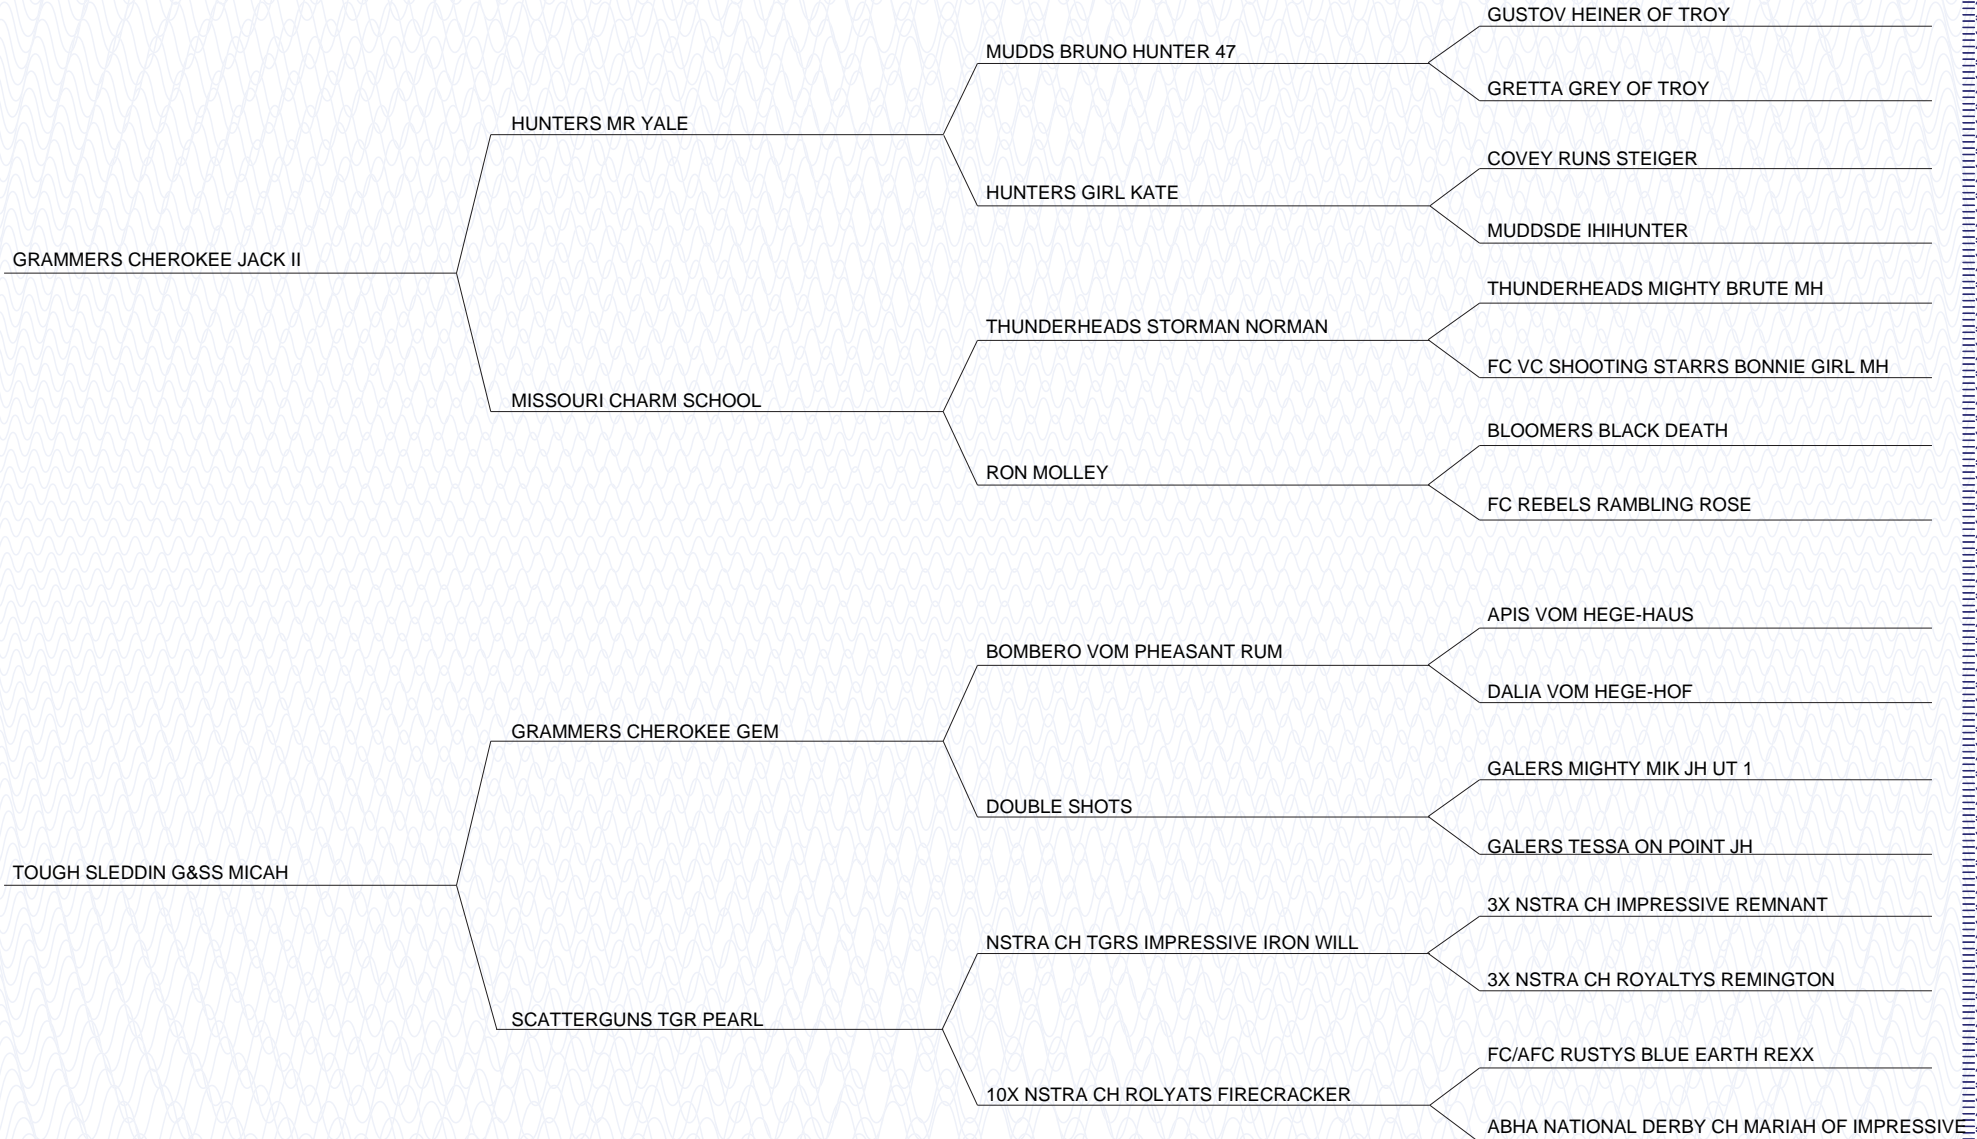 GUSTOV HEINER OF TROY
MUDDS BRUNO HUNTER 47
GRETTA GREY OF TROY
HUNTERS MR YALE
COVEY RUNS STEIGER
HUNTERS GIRL KATE
MUDDSDE IHIHUNTER
GRAMMERS CHEROKEE JACK II
THUNDERHEADS MIGHTY BRUTE MH
THUNDERHEADS STORMAN NORMAN
FC VC SHOOTING STARRS BONNIE GIRL MH
MISSOURI CHARM SCHOOL
BLOOMERS BLACK DEATH
RON MOLLEY
FC REBELS RAMBLING ROSE
APIS VOM HEGE-HAUS
BOMBERO VOM PHEASANT RUM
DALIA VOM HEGE-HOF
GRAMMERS CHEROKEE GEM
GALERS MIGHTY MIK JH UT 1
DOUBLE SHOTS
GALERS TESSA ON POINT JH
TOUGH SLEDDIN G&SS MICAH
3X NSTRA CH IMPRESSIVE REMNANT
NSTRA CH TGRS IMPRESSIVE IRON WILL
3X NSTRA CH ROYALTYS REMINGTON
SCATTERGUNS TGR PEARL
FC/AFC RUSTYS BLUE EARTH REXX
10X NSTRA CH ROLYATS FIRECRACKER
ABHA NATIONAL DERBY CH MARIAH OF IMPRESSIVE